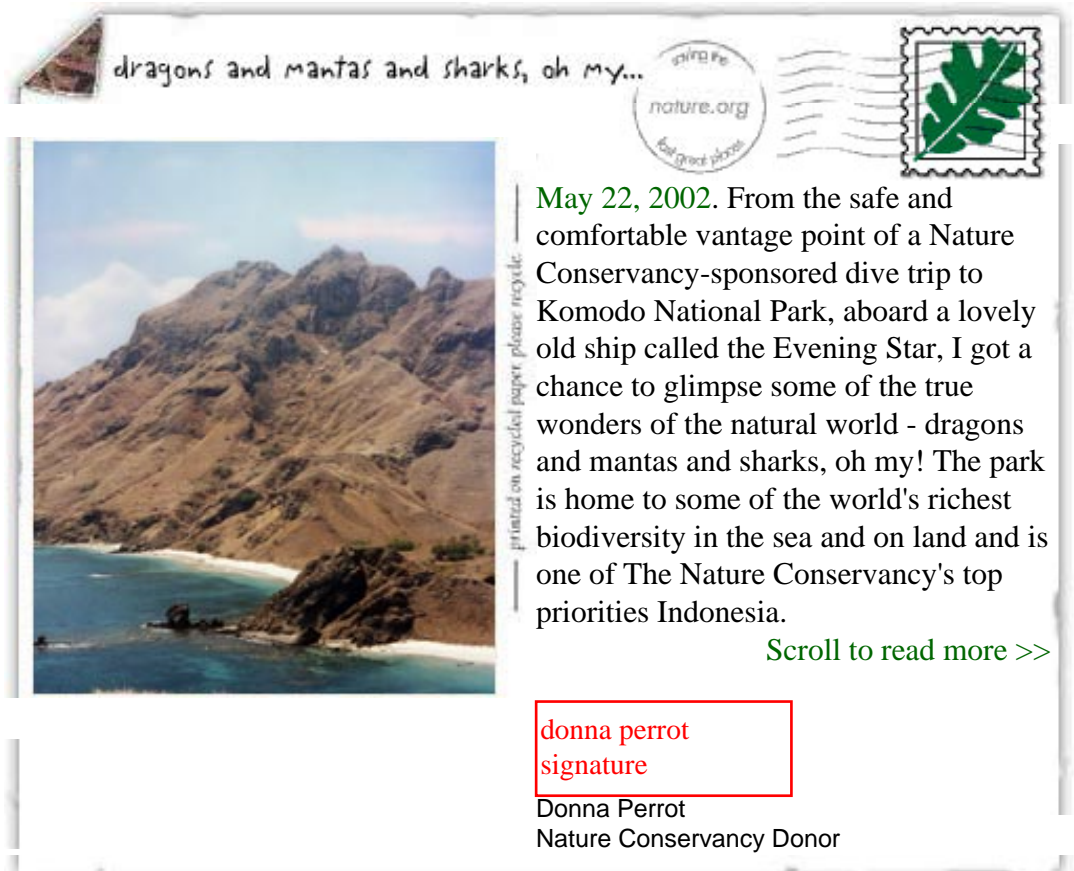 dragons and mantas and sharks, oh my...
saving the
nature.org
last great places
printed on recycled paper, please recycle.
May 22, 2002. From the safe and
comfortable vantage point of a Nature
Conservancy-sponsored dive trip to
Komodo National Park, aboard a lovely
old ship called the Evening Star, I got a
chance to glimpse some of the true
wonders of the natural world - dragons
and mantas and sharks, oh my! The park
is home to some of the world's richest
biodiversity in the sea and on land and is
one of The Nature Conservancy's top
priorities Indonesia.
Scroll to read more >>
donna perrot
signature
Donna Perrot
Nature Conservancy Donor